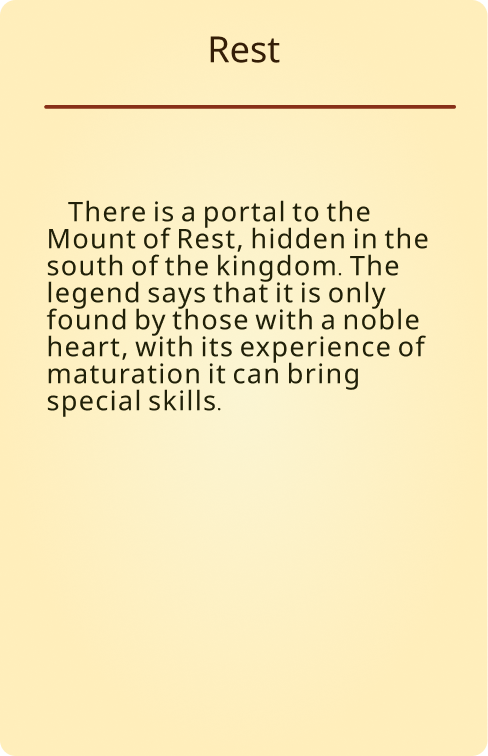 Rest
There is a portal to the
Mount of Rest, hidden in the
south of the kingdom. The
legend says that it is only
found by those with a noble
heart, with its experience of
maturation it can bring
special skills.